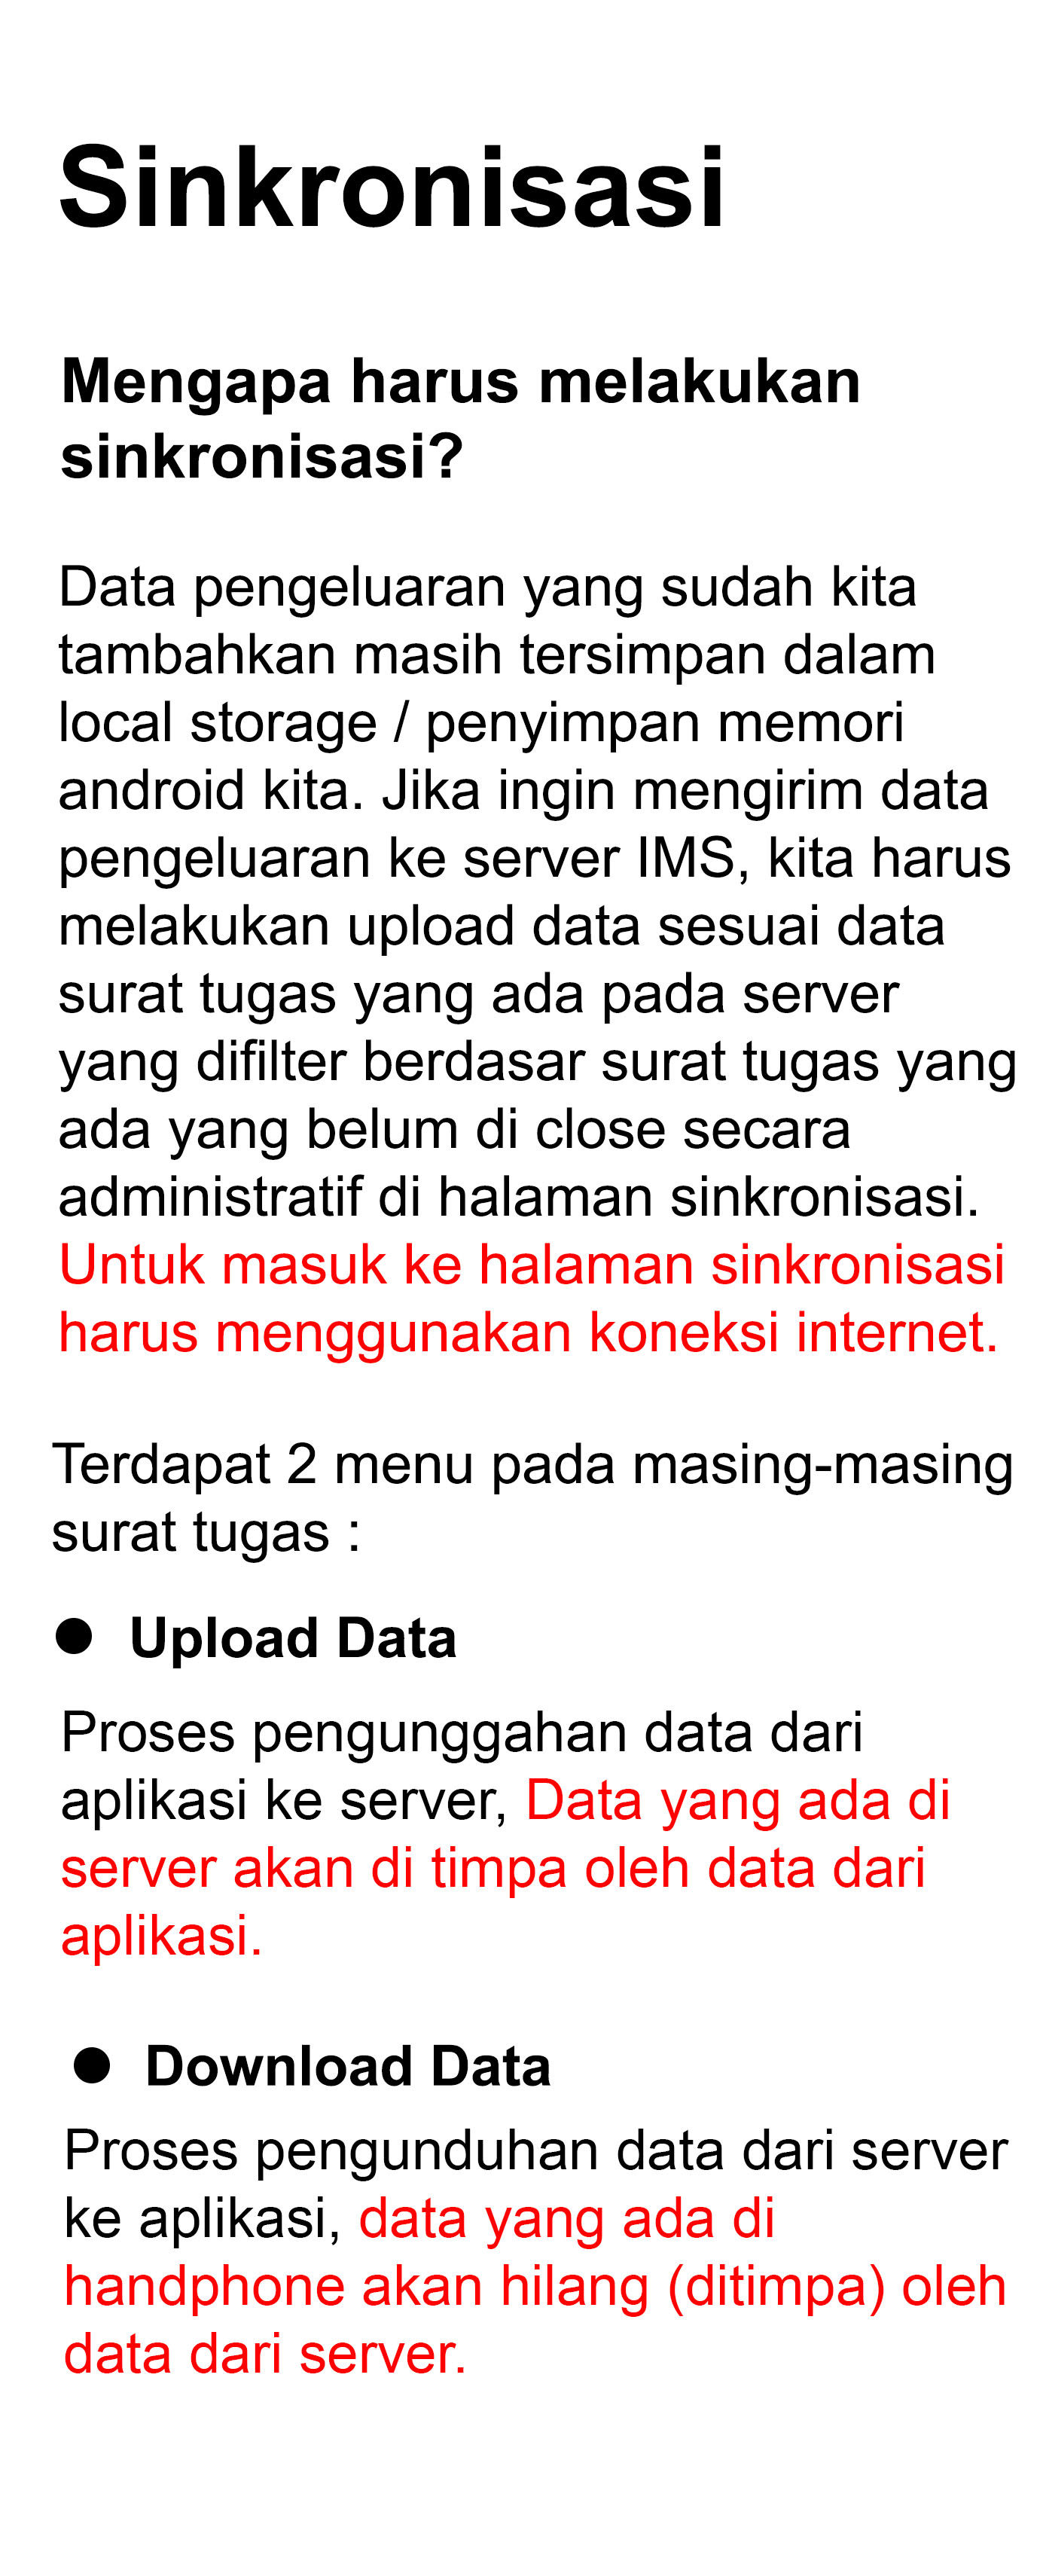 Sinkronisasi
Mengapa harus melakukan
sinkronisasi?
Data pengeluaran yang sudah kita
tambahkan masih tersimpan dalam
local storage / penyimpan memori
android kita. Jika ingin mengirim data
pengeluaran ke server IMS, kita harus
melakukan upload data sesuai data
surat tugas yang ada pada server
yang difilter berdasar surat tugas yang
ada yang belum di close secara
administratif di halaman sinkronisasi.
Untuk masuk ke halaman sinkronisasi
harus menggunakan koneksi internet.
Terdapat 2 menu pada masing-masing
surat tugas :
● Upload Data
Proses pengunggahan data dari
aplikasi ke server, Data yang ada di
server akan di timpa oleh data dari
aplikasi.
● Download Data
Proses pengunduhan data dari server
ke aplikasi, data yang ada di
handphone akan hilang (ditimpa) oleh
data dari server.